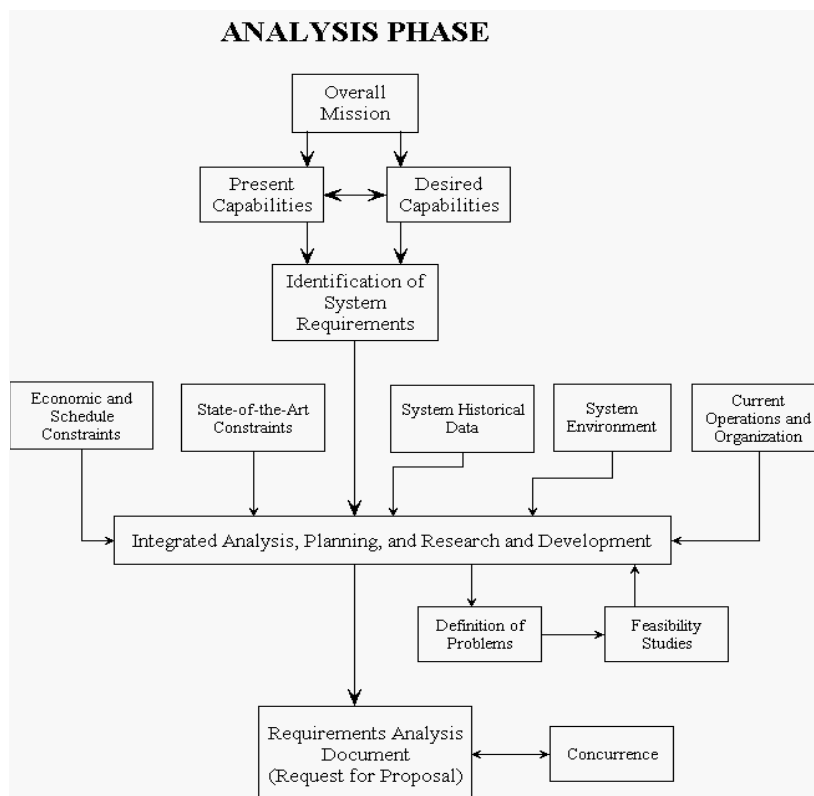 ANALYSIS PHASE
Overall
Mission
Present
Capabilities
Desired
Capabilities
Identification of
System
Requirements
Economic and
Schedule
Constraints
State-of-the-Art
Constraints
System Historical
Data
System
Environment
Current
Operations and
Organization
Integrated Analysis, Planning, and Research and Development
Definition of
Problems
Feasibility
Studies
Requirements Analysis
Document
(Request for Proposal)
Concurrence